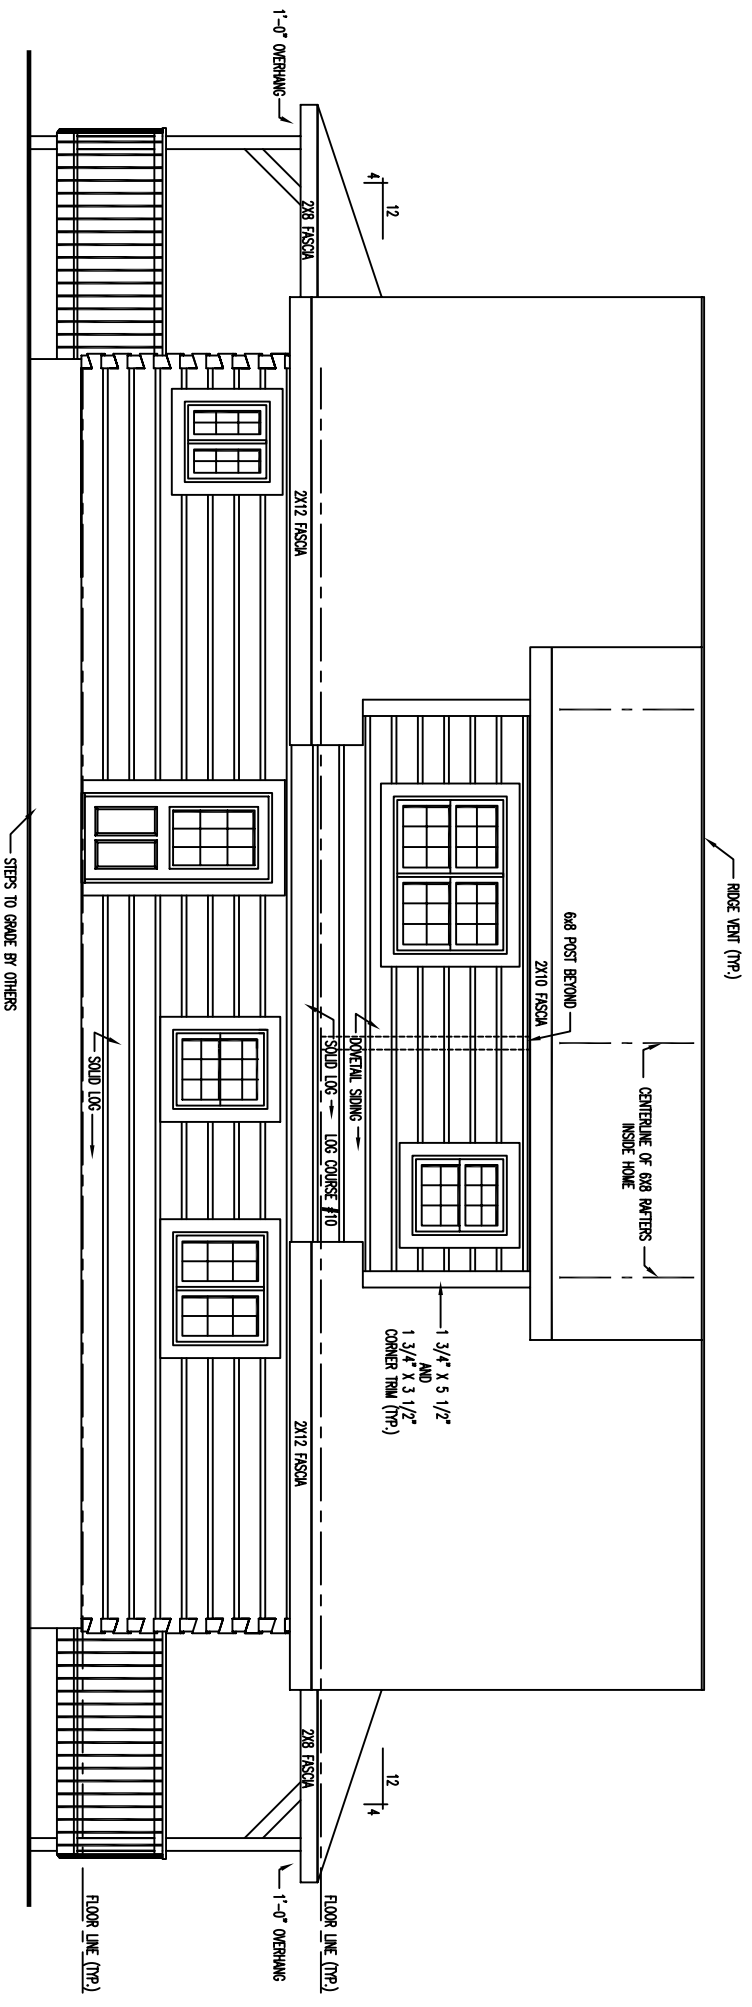 RIDGE VENT (TYP.)
CENTERLINE OF 6X8 RAFTERS
INSIDE HOME
6x8 POST BEYOND
2X10 FASCIA
12
4
12
4
1 3/4" X 5 1/2"
AND
1 3/4" X 3 1/2"
CORNER TRIM (TYP.)
DOVETAIL SIDING
SOLID LOG
LOG COURSE #10
2X8 FASCIA
2X12 FASCIA
2X12 FASCIA
2X8 FASCIA
FLOOR LINE (TYP.)
1'-0" OVERHANG
1'-0" OVERHANG
SOLID LOG
FLOOR LINE (TYP.)
STEPS TO GRADE BY OTHERS